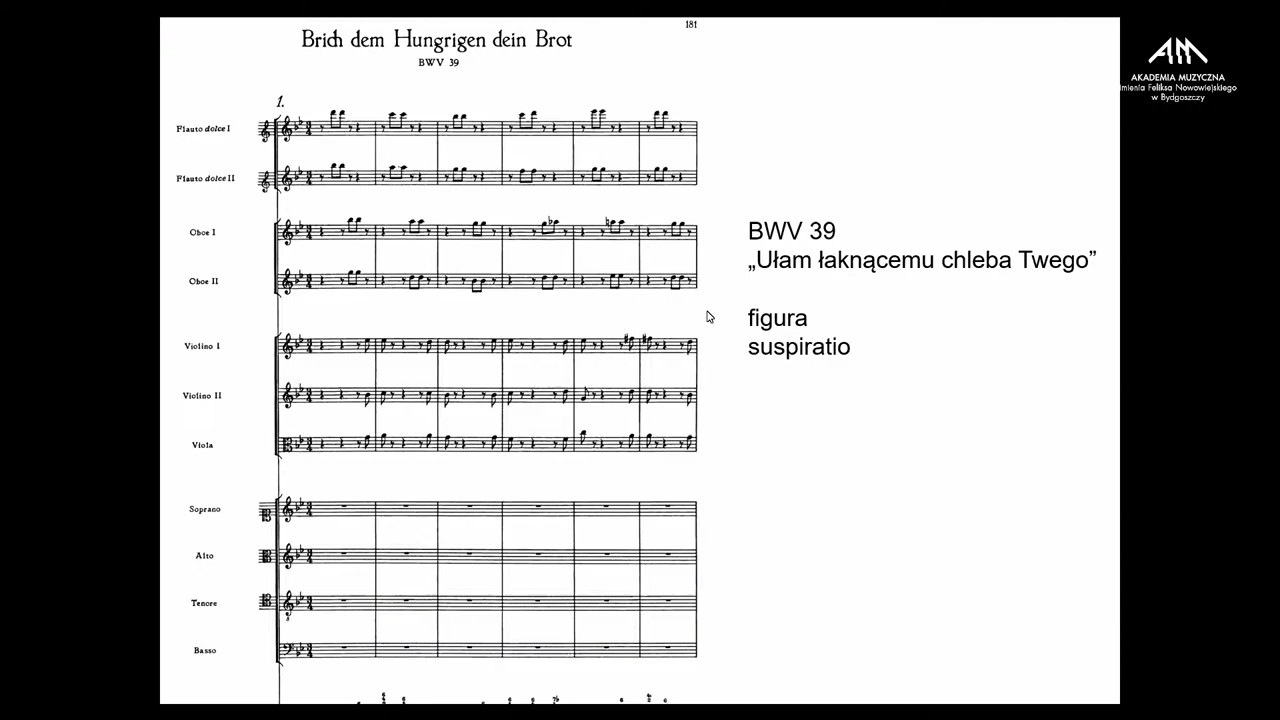 181
Brich dem Hungrigen dein Brot
BWV 39
AKADEMIA MUZYCZNA
imienia Feliksa Nowowiejskiego
w Bydgoszczy
1.
Flauto dolce I
Flauto dolce II
Oboe I
Oboe II
Violino I
Violino II
Viola
Soprano
Alto
Tenore
Basso
BWV 39
„Ułam łaknącemu chleba Twego”
figura
suspiratio